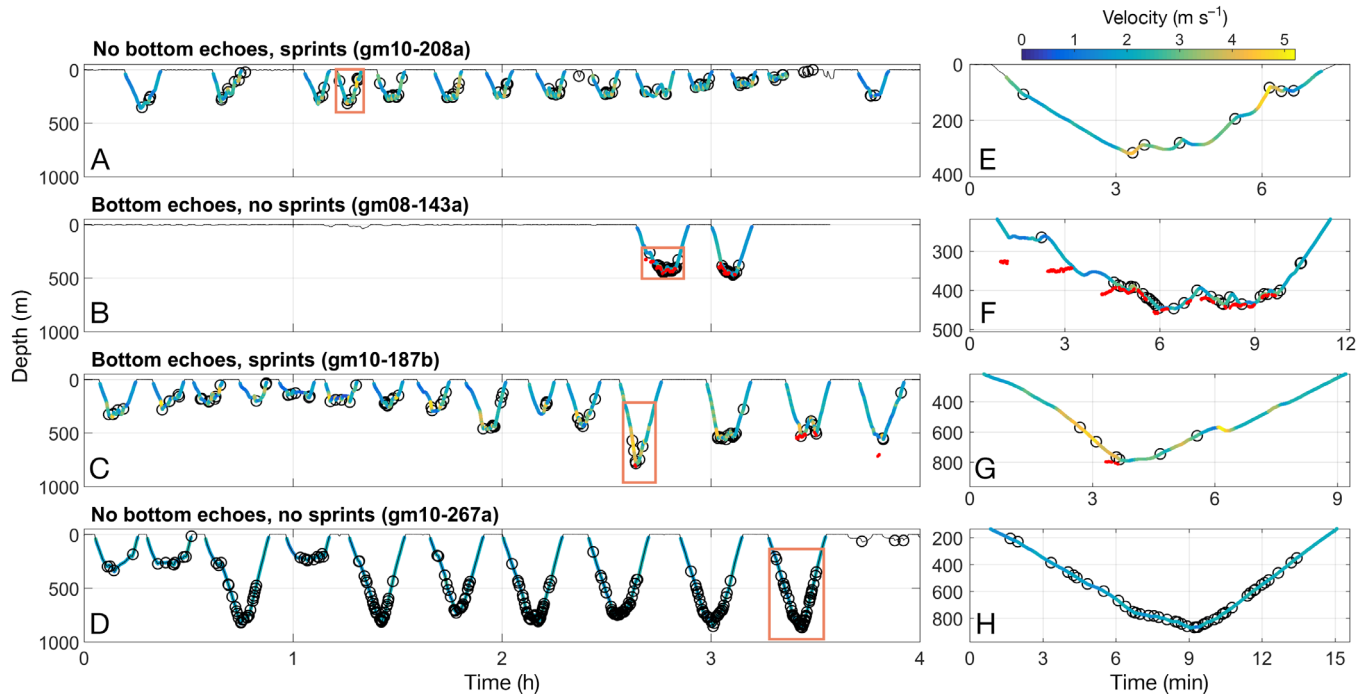 No bottom echoes, sprints (gm10-208a)
0
500
1000
A
Bottom echoes, no sprints (gm08-143a)
0
500
1000
B
Bottom echoes, sprints (gm10-187b)
0
500
1000
C
No bottom echoes, no sprints (gm10-267a)
0
500
1000
D
0 1 2 3 4
Time (h)
Depth (m)
Velocity (m s⁻¹)
0 1 2 3 4 5
0
200
400
E
0 3 6
300
400
500
F
0 3 6 9 12
400
600
800
G
0 3 6 9
200
400
600
800
H
0 3 6 9 12 15
Time (min)